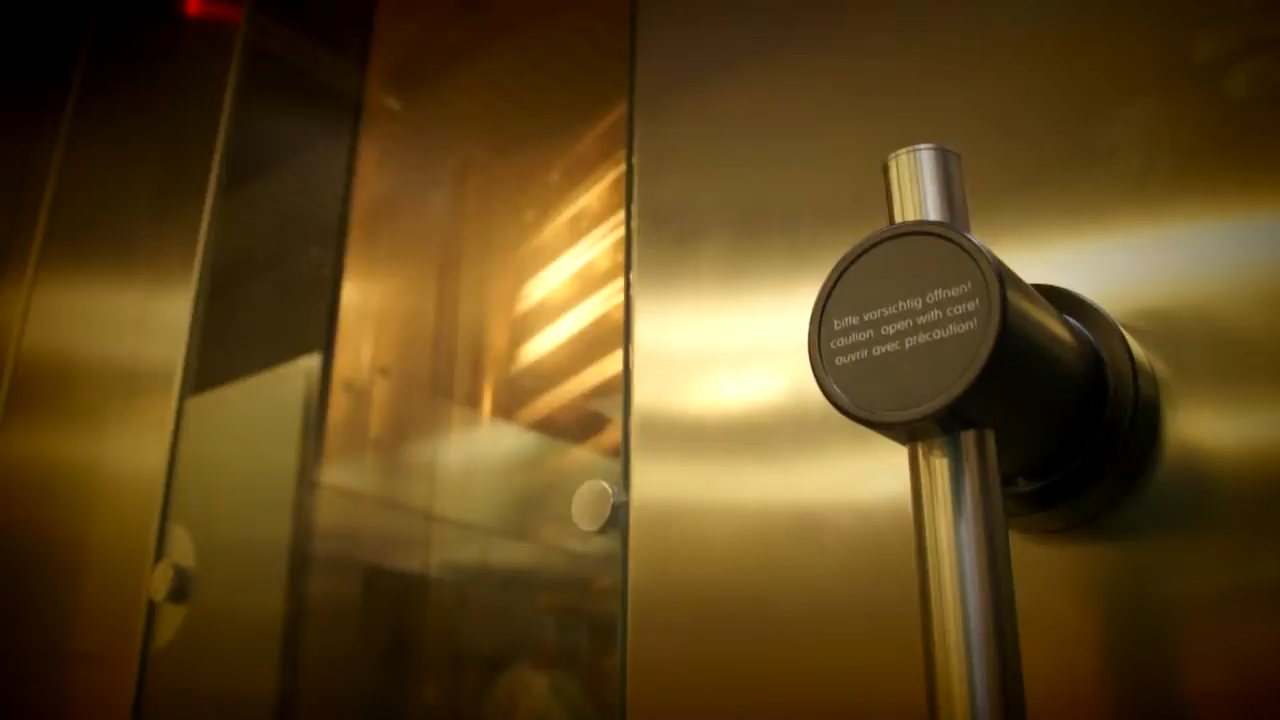 bitte vorsichtig öffnen!
caution open with care!
ouvrir avec précaution!